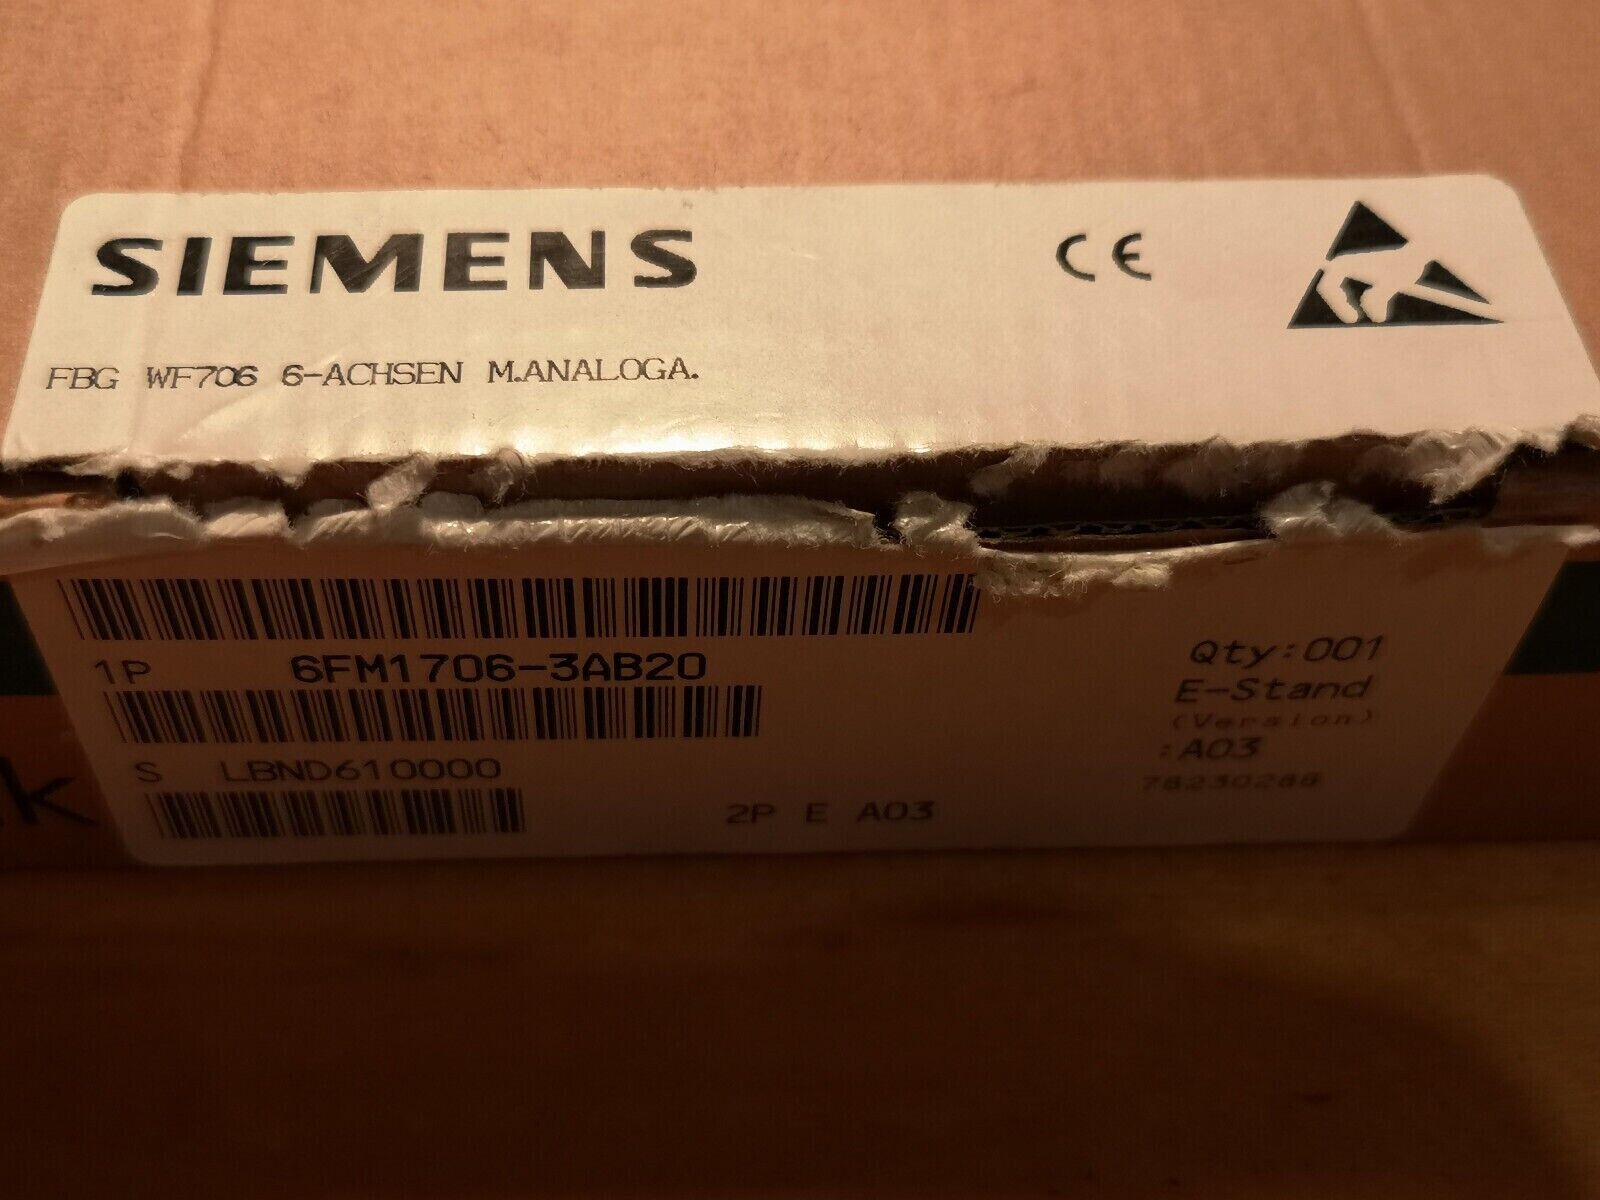 SIEMENS
CE
FBG WF706 6-ACHSEN M.ANALOGA.
1P 6FM1706-3AB20
Qty:001
E-Stand
(Version)
:A03
S LBND610000
2P E A03
k